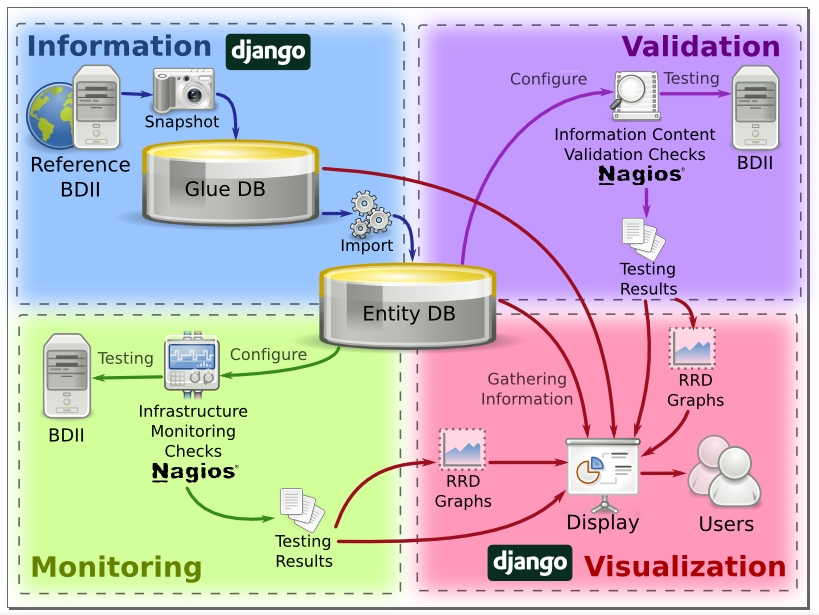 Information
django
Snapshot
Reference
BDII
Glue DB
Import
Entity DB
Validation
Configure
Testing
Information Content
Validation Checks
Nagios®
BDII
Testing
Results
Testing
Configure
BDII
Infrastructure
Monitoring
Checks
Nagios®
Testing
Results
Monitoring
Gathering
Information
RRD
Graphs
RRD
Graphs
Display
Users
django
Visualization